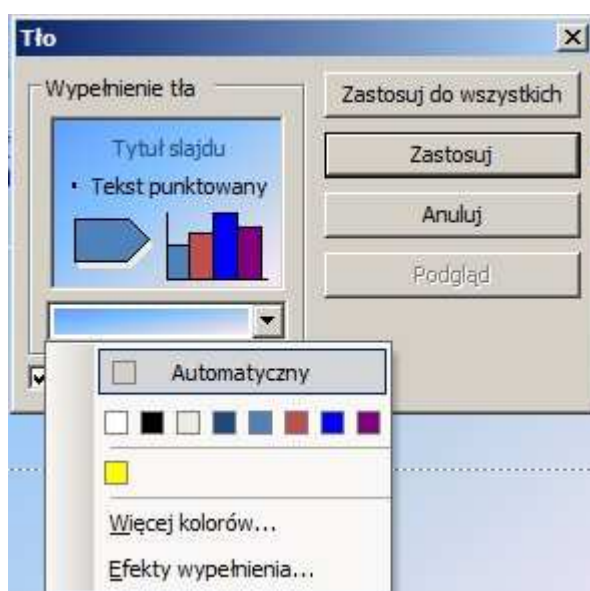 Tło
Wypełnienie tła
Tytuł slajdu
• Tekst punktowany
Zastosuj do wszystkich
Zastosuj
Anuluj
Podgląd
Automatyczny
Więcej kolorów...
Efekty wypełnienia...